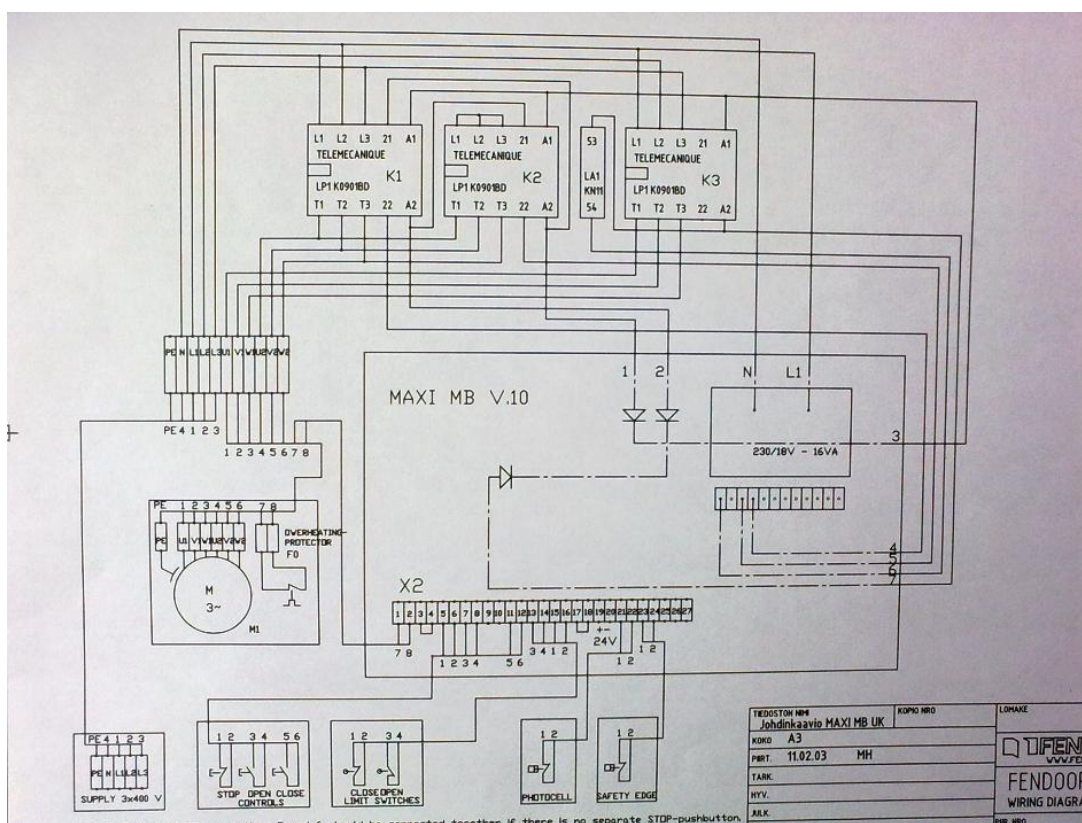 L1 L2 L3 21 A1
TELEMECANIQUE
K1
LP1 K0901BD
T1 T2 T3 22 A2
L1 L2 L3 21 A1
TELEMECANIQUE
K2
LP1 K0901BD
T1 T2 T3 22 A2
53
LA1
KN11
54
L1 L2 L3 21 A1
TELEMECANIQUE
K3
LP1 K0901BD
T1 T2 T3 22 A2
PE N L1 L2 L3 U1 V1 W1 U2 V2 W2
PE 4 1 2 3
1 2 3 4 5 6 7 8
MAXI MB V.10
1 2 N L1
3
230/18V - 16VA
4
5
6
7
PE 1 2 3 4 5 6 7 8
PE U1 V1 W1 U2 V2 W2
OVERHEATING-
PROTECTOR
F0
M
3~
M1
X2
1 2 3 4 5 6 7 8 9 10 11 12 13 14 15 16 17 18 19 20 21 22 23 24 25 26 27
+-
24V
7 8
1 2 3 4 5 6
3 4 1 2
1 2
1 2
PE 4 1 2 3
PE N L1 L2 L3
SUPPLY 3x400 V
1 2 3 4 5 6
STOP OPEN CLOSE
CONTROLS
1 2 3 4
CLOSE OPEN
LIMIT SWITCHES
1 2
PHOTOCELL
1 2
SAFETY EDGE
TIEDOSTON NIMI
Johdinkaavio MAXI MB UK
KOPIO NRO
LOMAKE
KOKO A3
PIIRT. 11.02.03 MH
TARK.
HYV.
JULK.
FEN
FENDOO
WIRING DIAGRA
be connected together if there is no separate STOP-pushbutton.